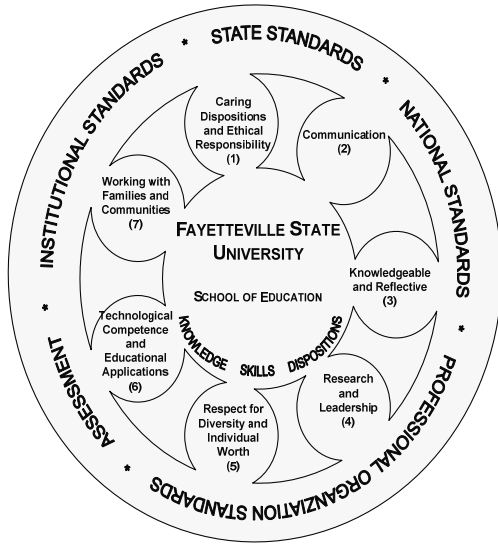 STATE STANDARDS
*
NATIONAL STANDARDS
*
PROFESSIONAL ORGANZIATION STANDARDS
*
ASSESSMENT
*
INSTITUTIONAL STANDARDS
*
Caring
Dispositions
and Ethical
Responsibility
(1)
Communication
(2)
Knowledgeable
and Reflective
(3)
Research
and
Leadership
(4)
Respect for
Diversity and
Individual
Worth
(5)
Technological
Competence
and
Educational
Applications
(6)
Working with
Families and
Communities
(7)
FAYETTEVILLE STATE
UNIVERSITY
SCHOOL OF EDUCATION
KNOWLEDGE SKILLS DISPOSITIONS